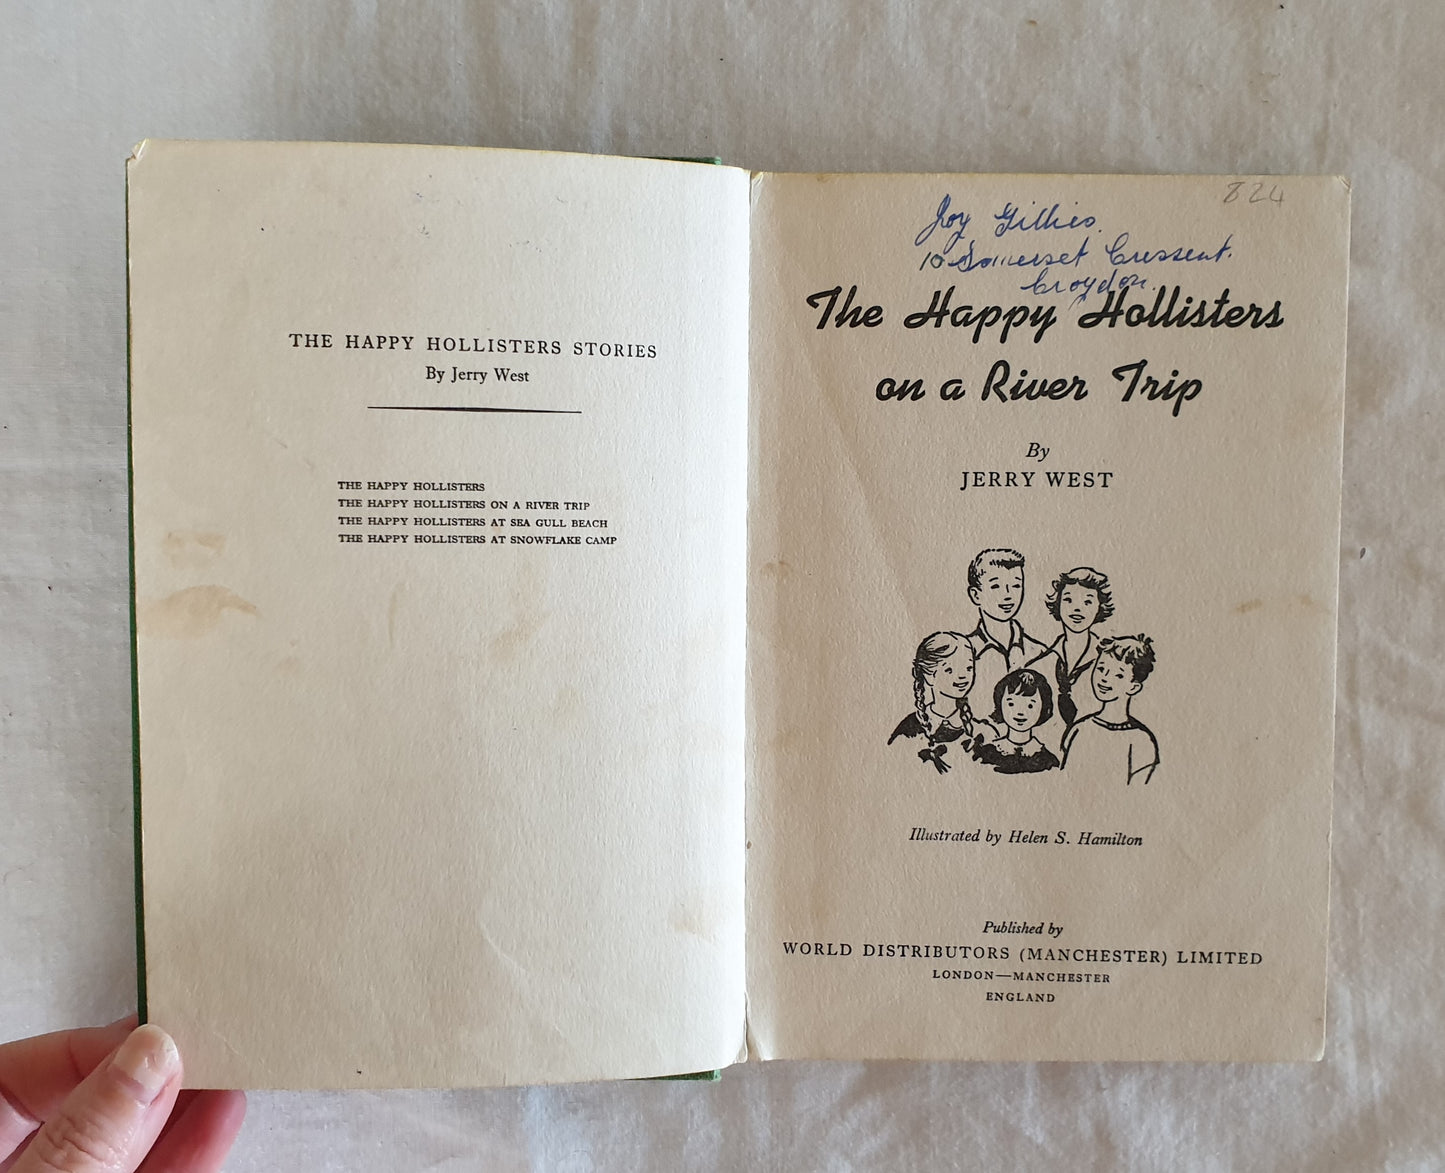 THE HAPPY HOLLISTERS STORIES
By Jerry West
THE HAPPY HOLLISTERS
THE HAPPY HOLLISTERS ON A RIVER TRIP
THE HAPPY HOLLISTERS AT SEA GULL BEACH
THE HAPPY HOLLISTERS AT SNOWFLAKE CAMP
824
Joy Gillies.
10 Somerset Cressent.
Croydon.
The Happy Hollisters
on a River Trip
By
JERRY WEST
Illustrated by Helen S. Hamilton
Published by
WORLD DISTRIBUTORS (MANCHESTER) LIMITED
LONDON—MANCHESTER
ENGLAND